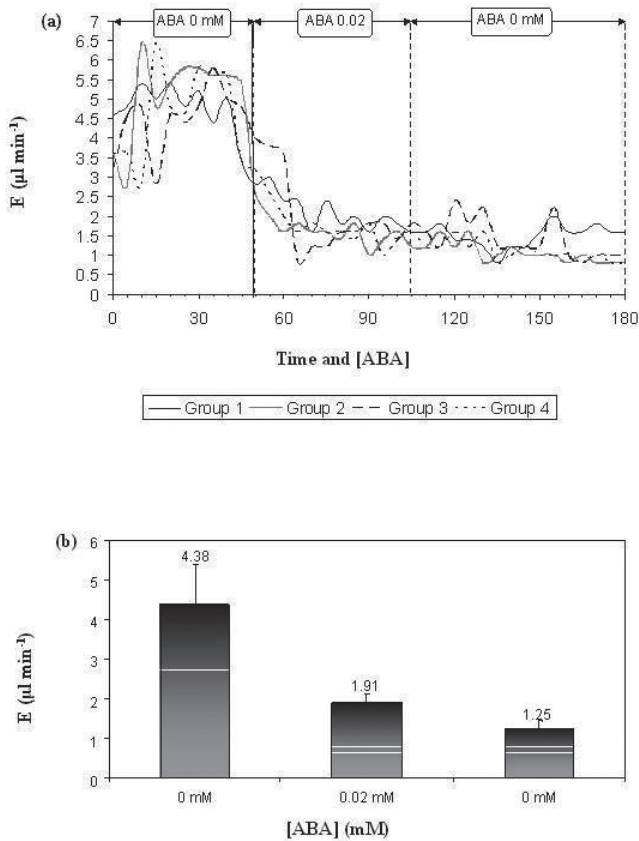 (a)
ABA 0 mM
ABA 0.02
ABA 0 mM
7
6.5
6
5.5
5
4.5
4
3.5
3
2.5
2
1.5
1
0.5
0
E (µl min⁻¹)
0 30 60 90 120 150 180
Time and [ABA]
Group 1 Group 2 Group 3 Group 4
(b)
6
5
4
3
2
1
0
E (µl min⁻¹)
4.38
1.91
1.25
0 mM 0.02 mM 0 mM
[ABA] (mM)